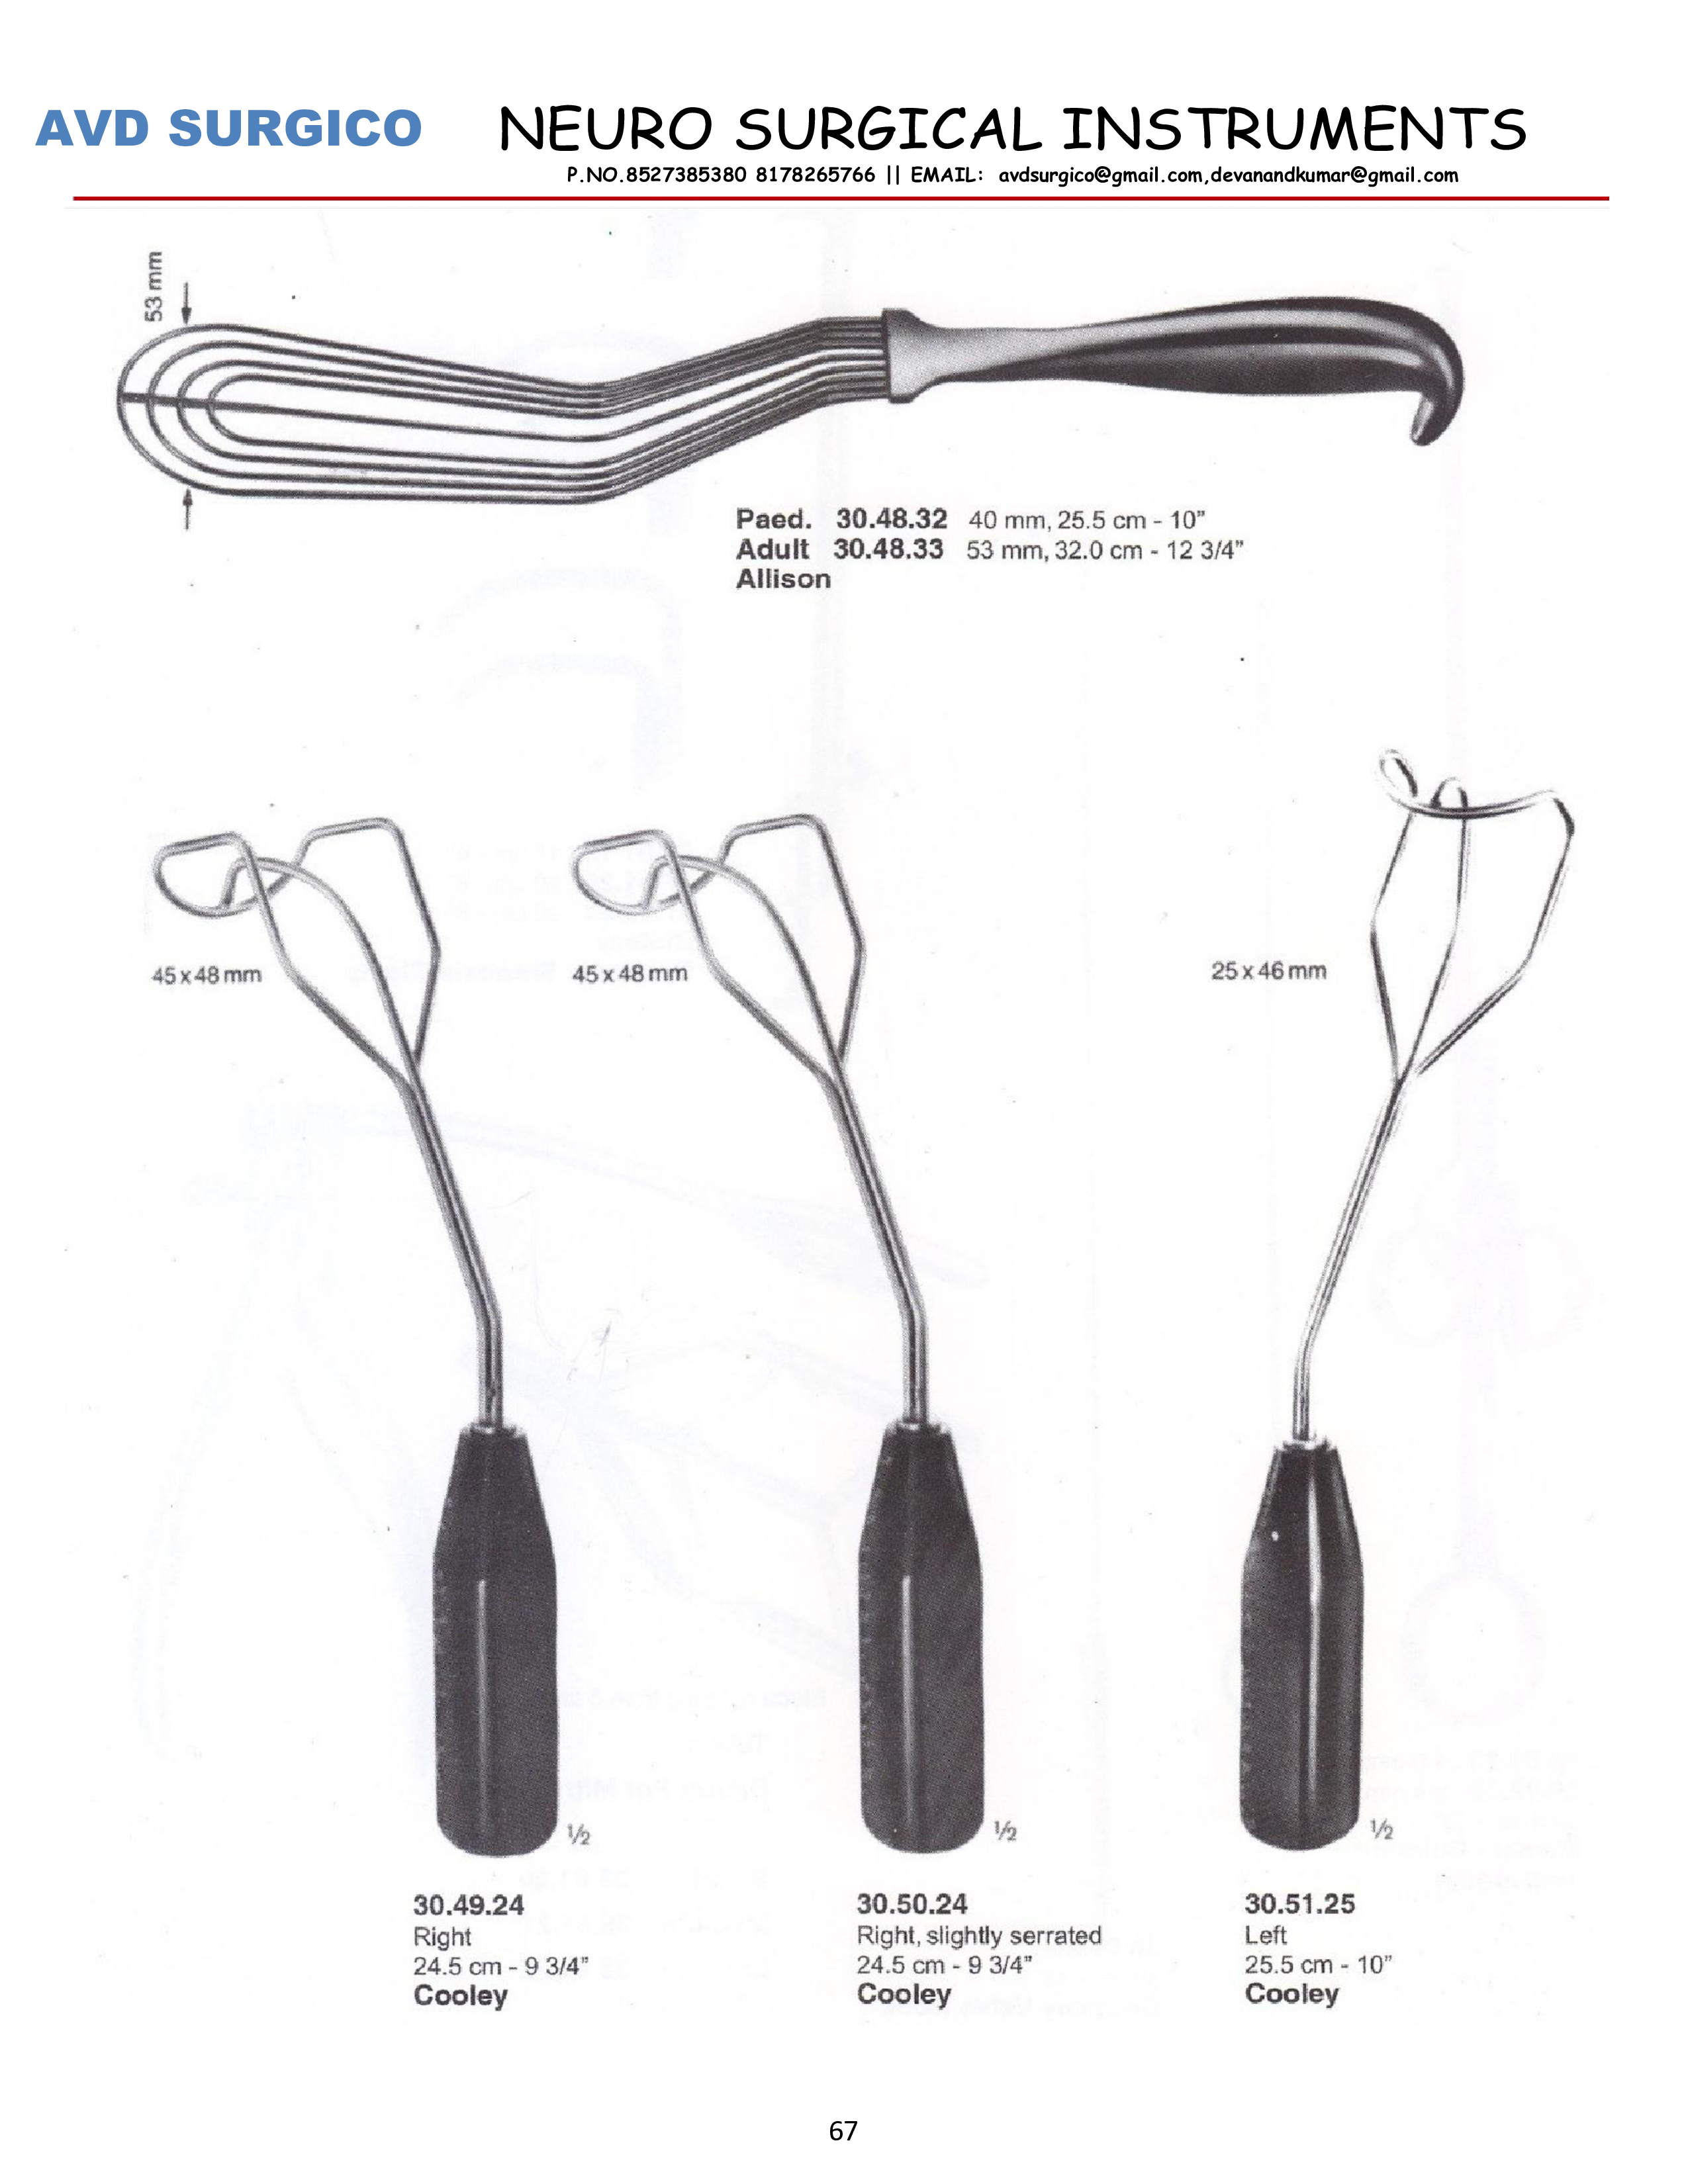 AVD SURGICO NEURO SURGICAL INSTRUMENTS
P.NO.8527385380 8178265766 || EMAIL: avdsurgico@gmail.com,devanandkumar@gmail.com
53 mm
Paed. 30.48.32 40 mm, 25.5 cm - 10”
Adult 30.48.33 53 mm, 32.0 cm - 12 3/4”
Allison
45 x 48 mm
45 x 48 mm
25 x 46 mm
½
½
½
30.49.24
Right
24.5 cm - 9 3/4”
Cooley
30.50.24
Right, slightly serrated
24.5 cm - 9 3/4”
Cooley
30.51.25
Left
25.5 cm - 10”
Cooley
67